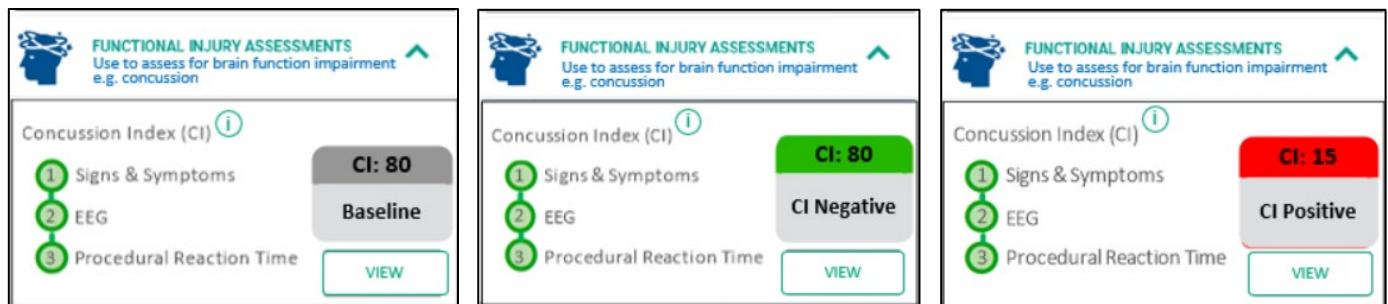 FUNCTIONAL INJURY ASSESSMENTS
Use to assess for brain function impairment
e.g. concussion
Concussion Index (CI) i
1 Signs & Symptoms
2 EEG
3 Procedural Reaction Time
CI: 80
Baseline
VIEW
FUNCTIONAL INJURY ASSESSMENTS
Use to assess for brain function impairment
e.g. concussion
Concussion Index (CI) i
1 Signs & Symptoms
2 EEG
3 Procedural Reaction Time
CI: 80
CI Negative
VIEW
FUNCTIONAL INJURY ASSESSMENTS
Use to assess for brain function impairment
e.g. concussion
Concussion Index (CI) i
1 Signs & Symptoms
2 EEG
3 Procedural Reaction Time
CI: 15
CI Positive
VIEW